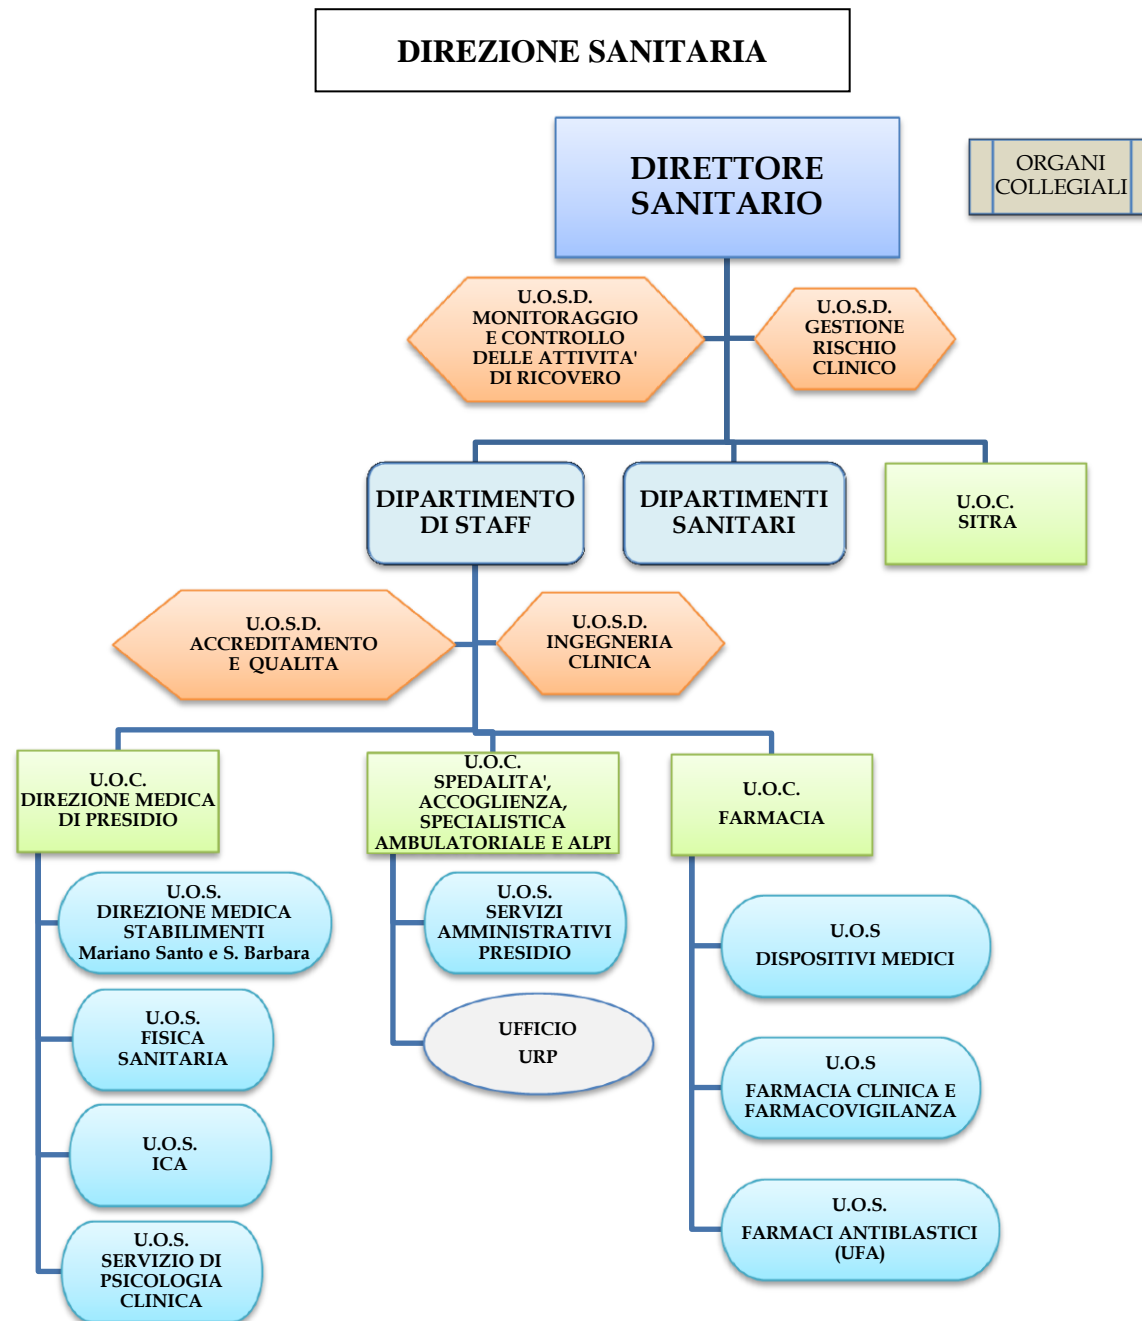 DIREZIONE SANITARIA
DIRETTORE
SANITARIO
ORGANI
COLLEGIALI
U.O.S.D.
MONITORAGGIO
E CONTROLLO
DELLE ATTIVITA'
DI RICOVERO
U.O.S.D.
GESTIONE
RISCHIO
CLINICO
DIPARTIMENTO
DI STAFF
DIPARTIMENTI
SANITARI
U.O.C.
SITRA
U.O.S.D.
ACCREDITAMENTO
E QUALITA
U.O.S.D.
INGEGNERIA
CLINICA
U.O.C.
DIREZIONE MEDICA
DI PRESIDIO
U.O.C.
SPEDALITA',
ACCOGLIENZA,
SPECIALISTICA
AMBULATORIALE E ALPI
U.O.C.
FARMACIA
U.O.S.
DIREZIONE MEDICA
STABILIMENTI
Mariano Santo e S. Barbara
U.O.S.
FISICA
SANITARIA
U.O.S.
ICA
U.O.S.
SERVIZIO DI
PSICOLOGIA
CLINICA
U.O.S.
SERVIZI
AMMINISTRATIVI
PRESIDIO
UFFICIO
URP
U.O.S
DISPOSITIVI MEDICI
U.O.S
FARMACIA CLINICA E
FARMACOVIGILANZA
U.O.S.
FARMACI ANTIBLASTICI
(UFA)